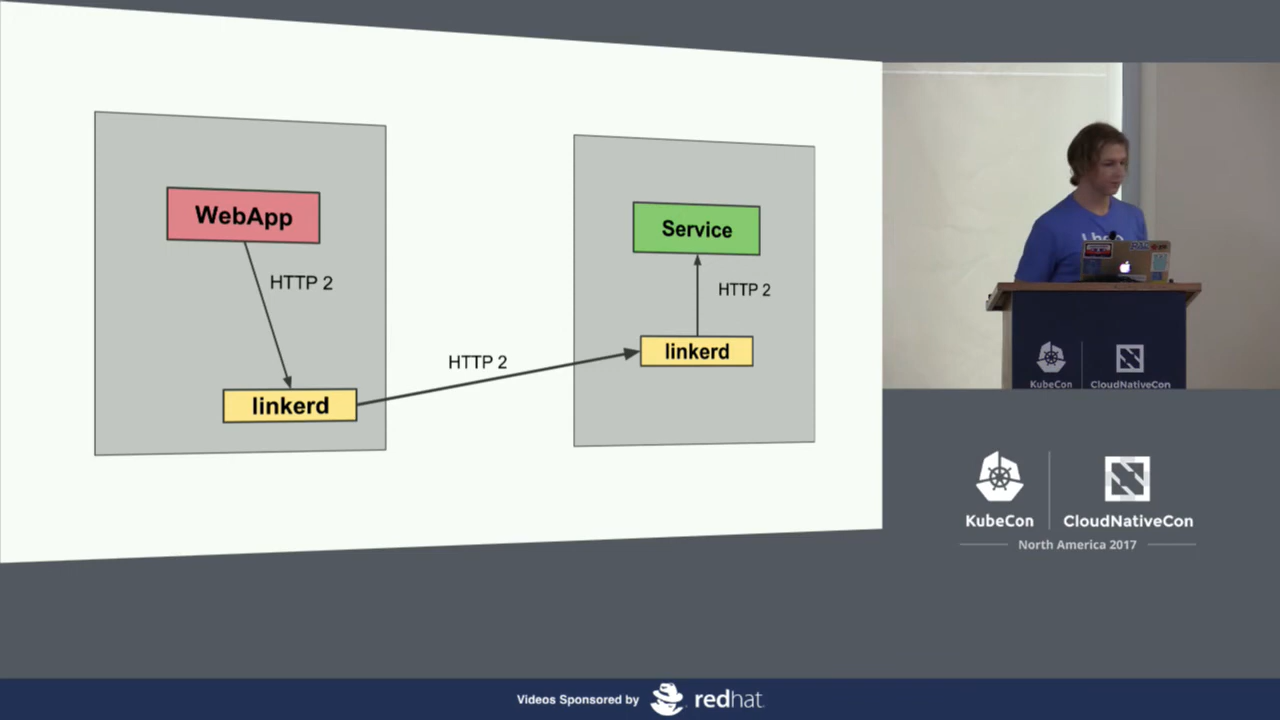 WebApp
HTTP 2
linkerd
HTTP 2
Service
HTTP 2
linkerd
KubeCon
CloudNativeCon
KubeCon
CloudNativeCon
North America 2017
Videos Sponsored by
redhat